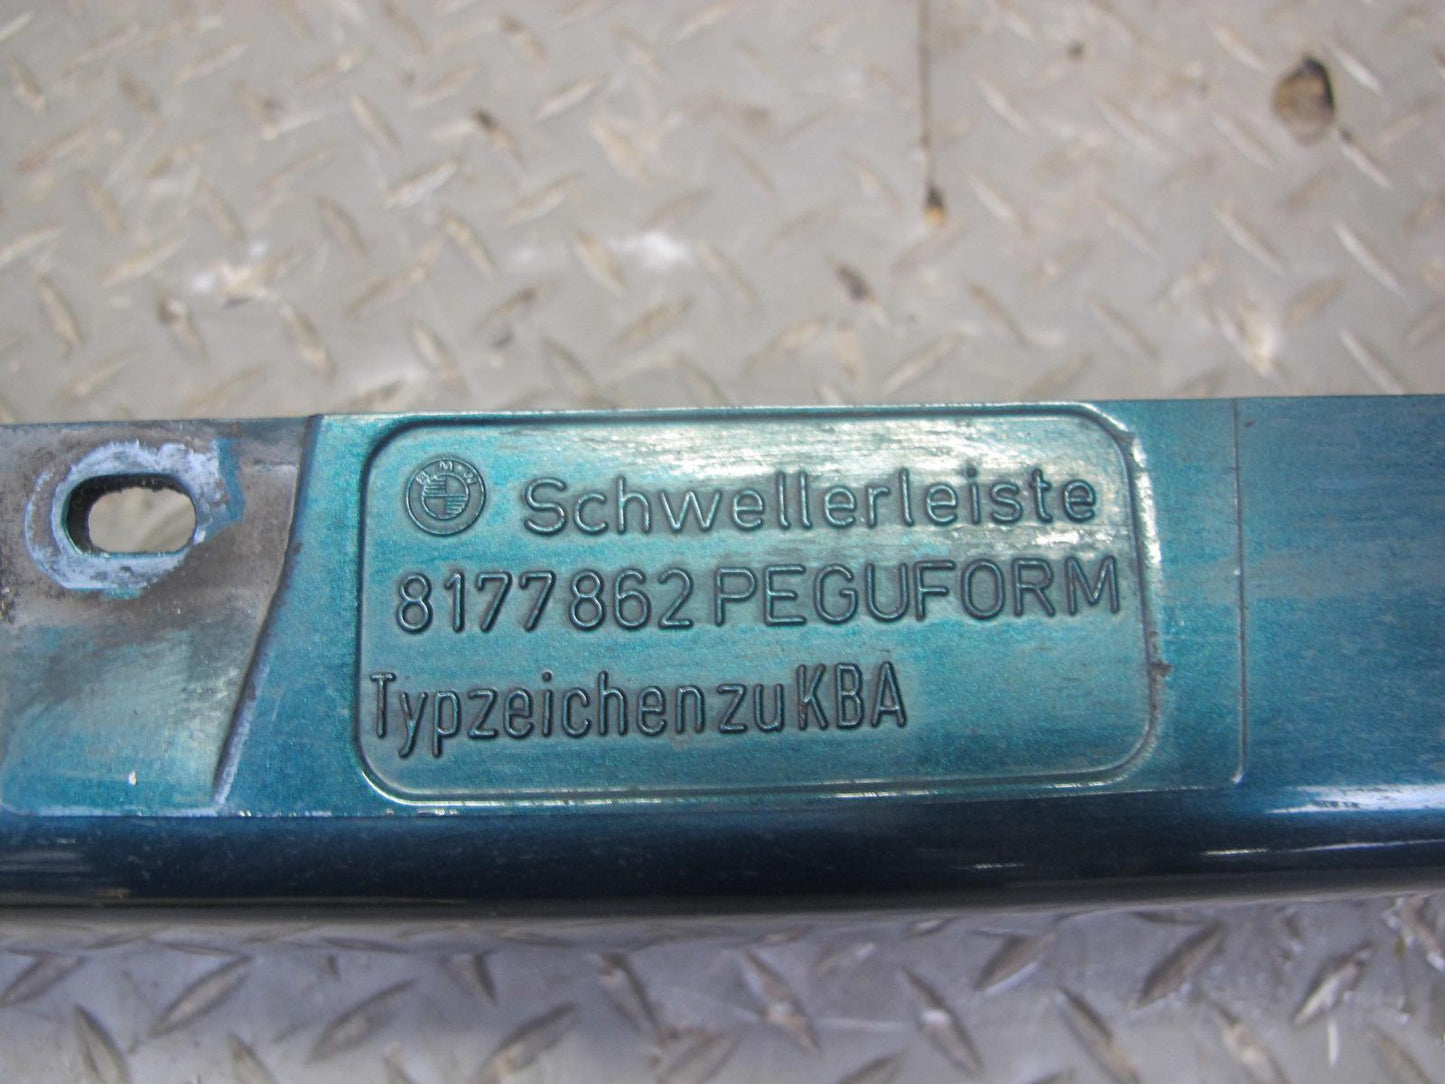 BMW Schwellerleiste
8177862 PEGUFORM
Typzeichen zu KBA